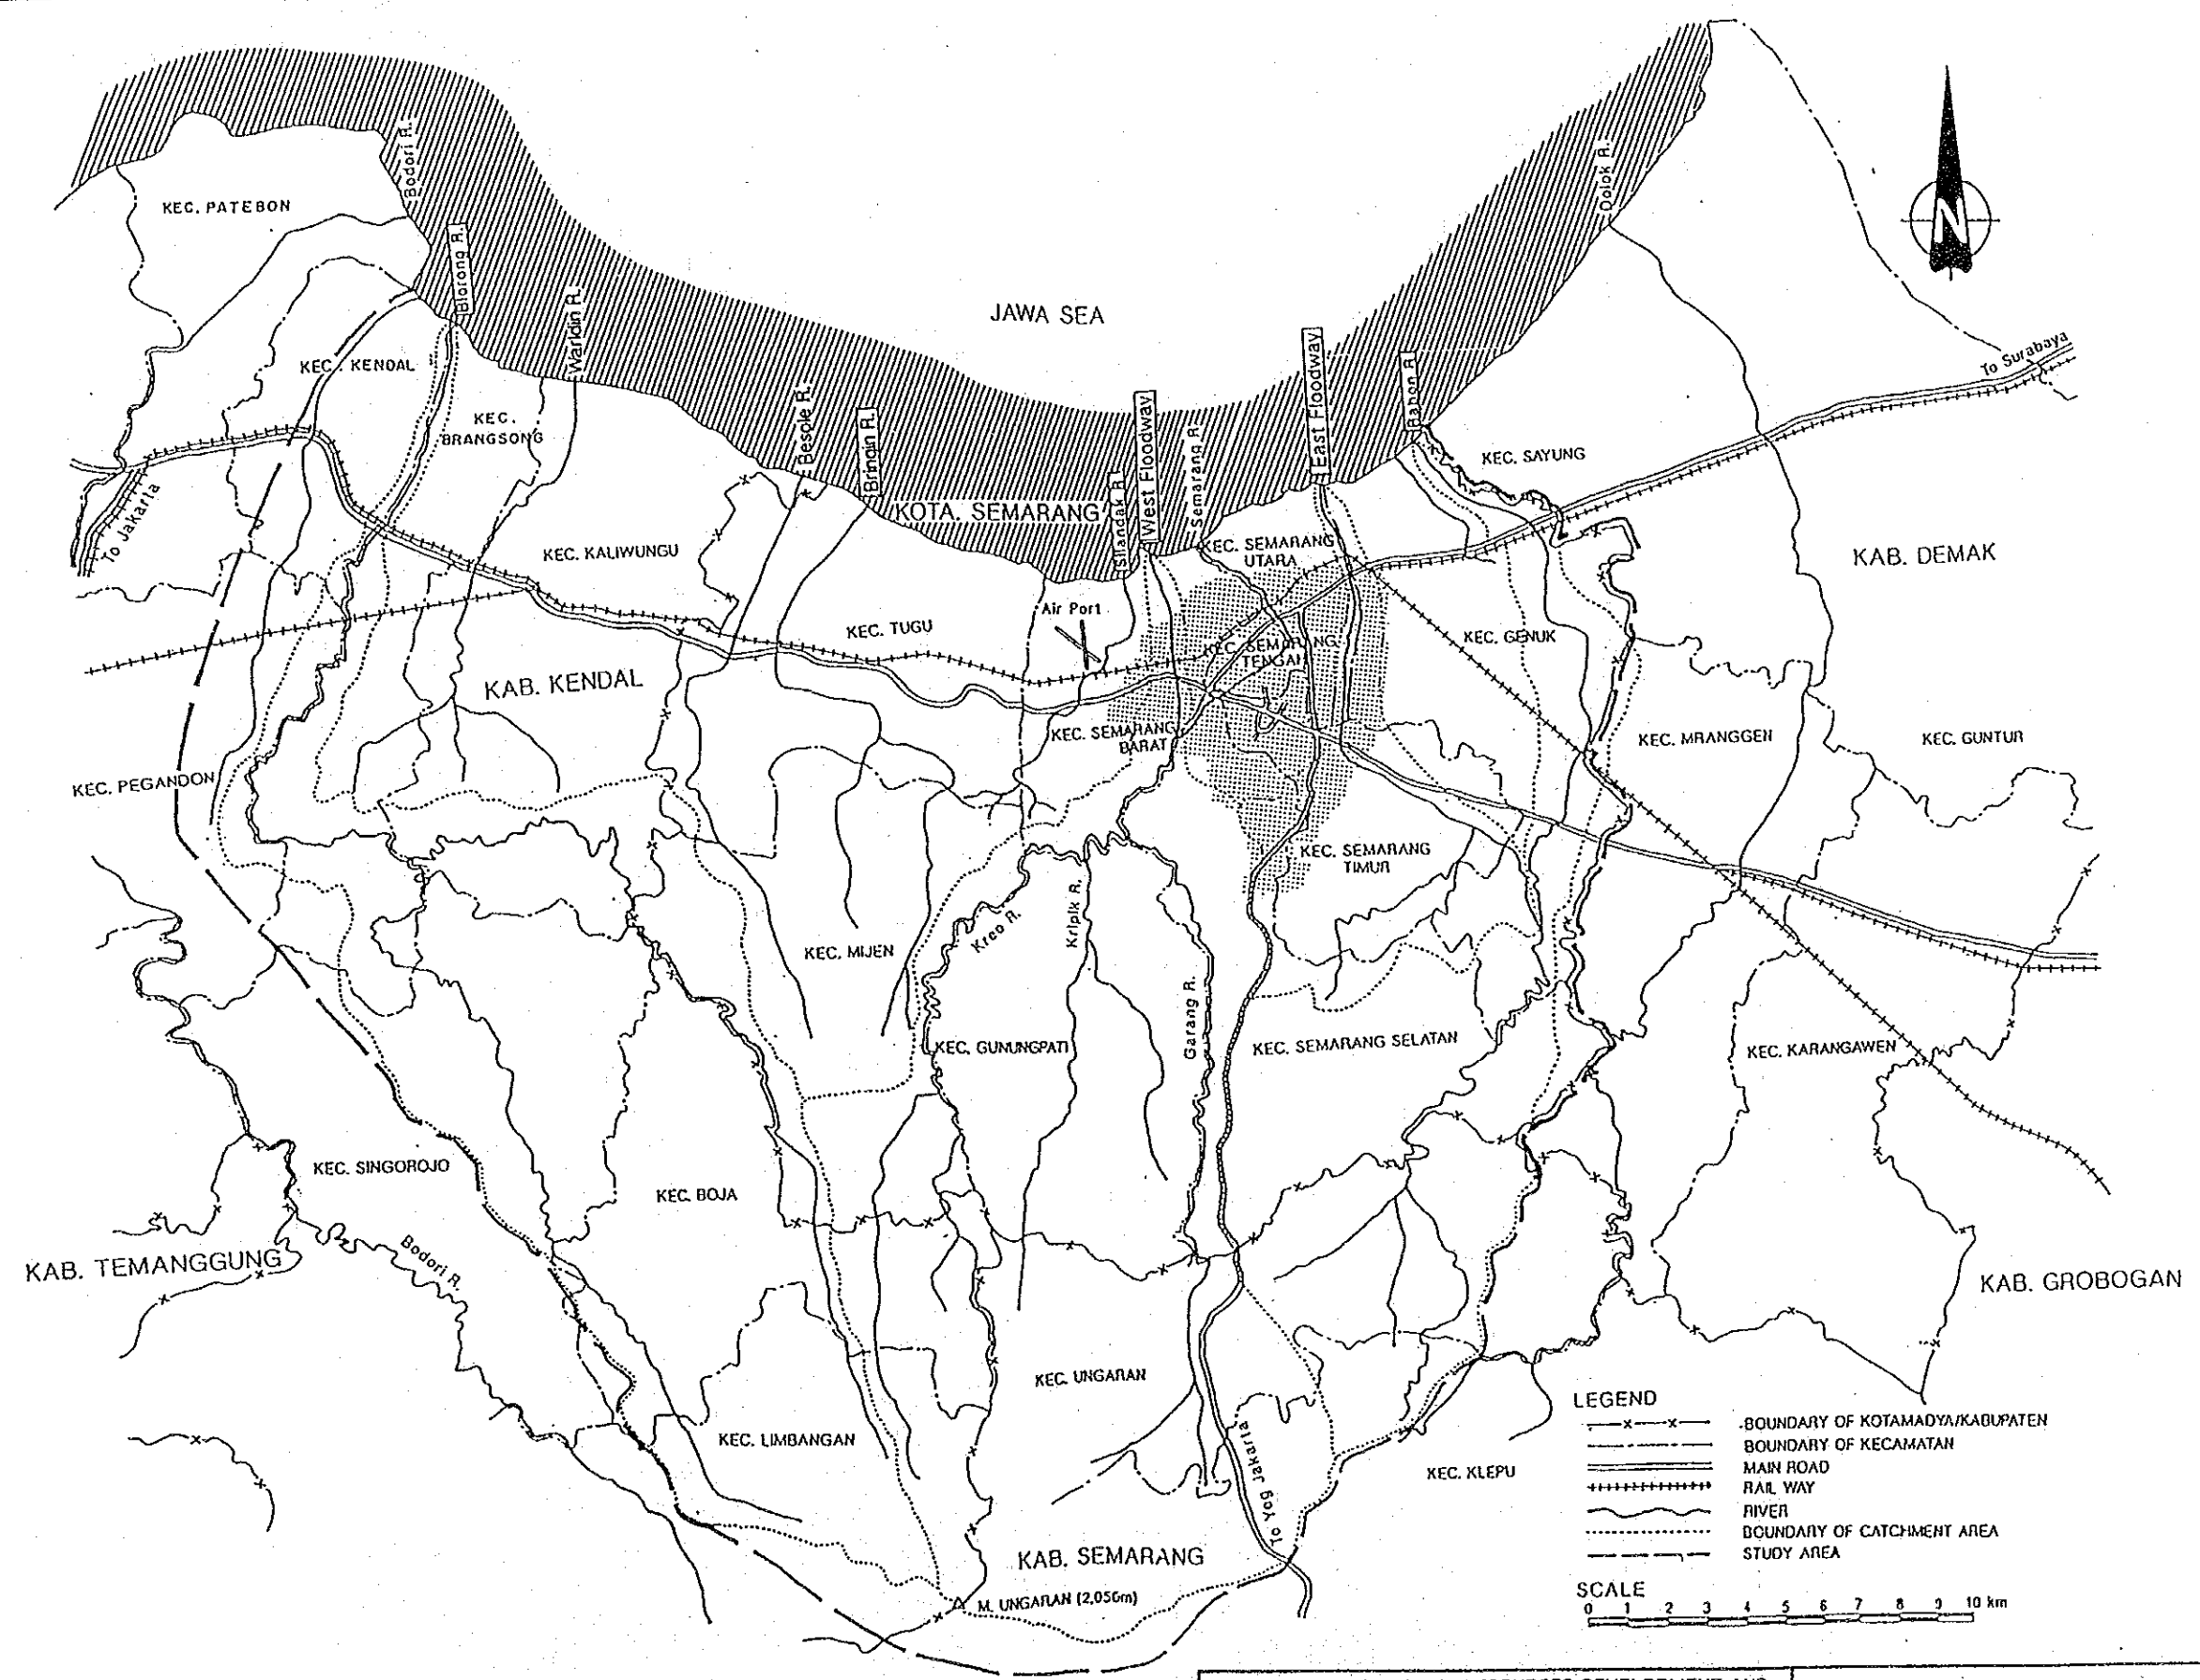 Bodori R.
Dolok R.
KEC. PATEBON
N
Blorong R.
Warkdin R.
JAWA SEA
KEC. KENDAL
East Floodway
Babon R.
To Surabaya
KEC.
BRANGSONG
Besole R.
Bringin R.
West Floodway
Semarang R.
KEC. SAYUNG
To Jakarta
KOTA. SEMARANG
Silandak R.
KEC. KALIWUNGU
KEC. SEMARANG
UTARA
KAB. DEMAK
Air Port
KEC. TUGU
KEC. SEMARANG
TENGAH
KEC. GENUK
KAB. KENDAL
KEC. SEMARANG
BARAT
KEC. MRANGGEN
KEC. GUNTUR
KEC. PEGANDON
KEC. SEMARANG
TIMUR
KEC. MIJEN
Kreo R.
Kripik R.
Garang R.
KEC. GUNUNGPATI
KEC. SEMARANG SELATAN
KEC. KARANGAWEN
KEC. SINGOROJO
KEC. BOJA
KAB. TEMANGGUNG
Bodori R.
KAB. GROBOGAN
KEC. UNGARAN
KEC. LIMBANGAN
To Yog Jakarta
KEC. KLEPU
KAB. SEMARANG
M. UNGARAN (2,050m)
LEGEND
BOUNDARY OF KOTAMADYA/KABUPATEN
BOUNDARY OF KECAMATAN
MAIN ROAD
RAIL WAY
RIVER
BOUNDARY OF CATCHMENT AREA
STUDY AREA
SCALE
0 1 2 3 4 5 6 7 8 9 10 km